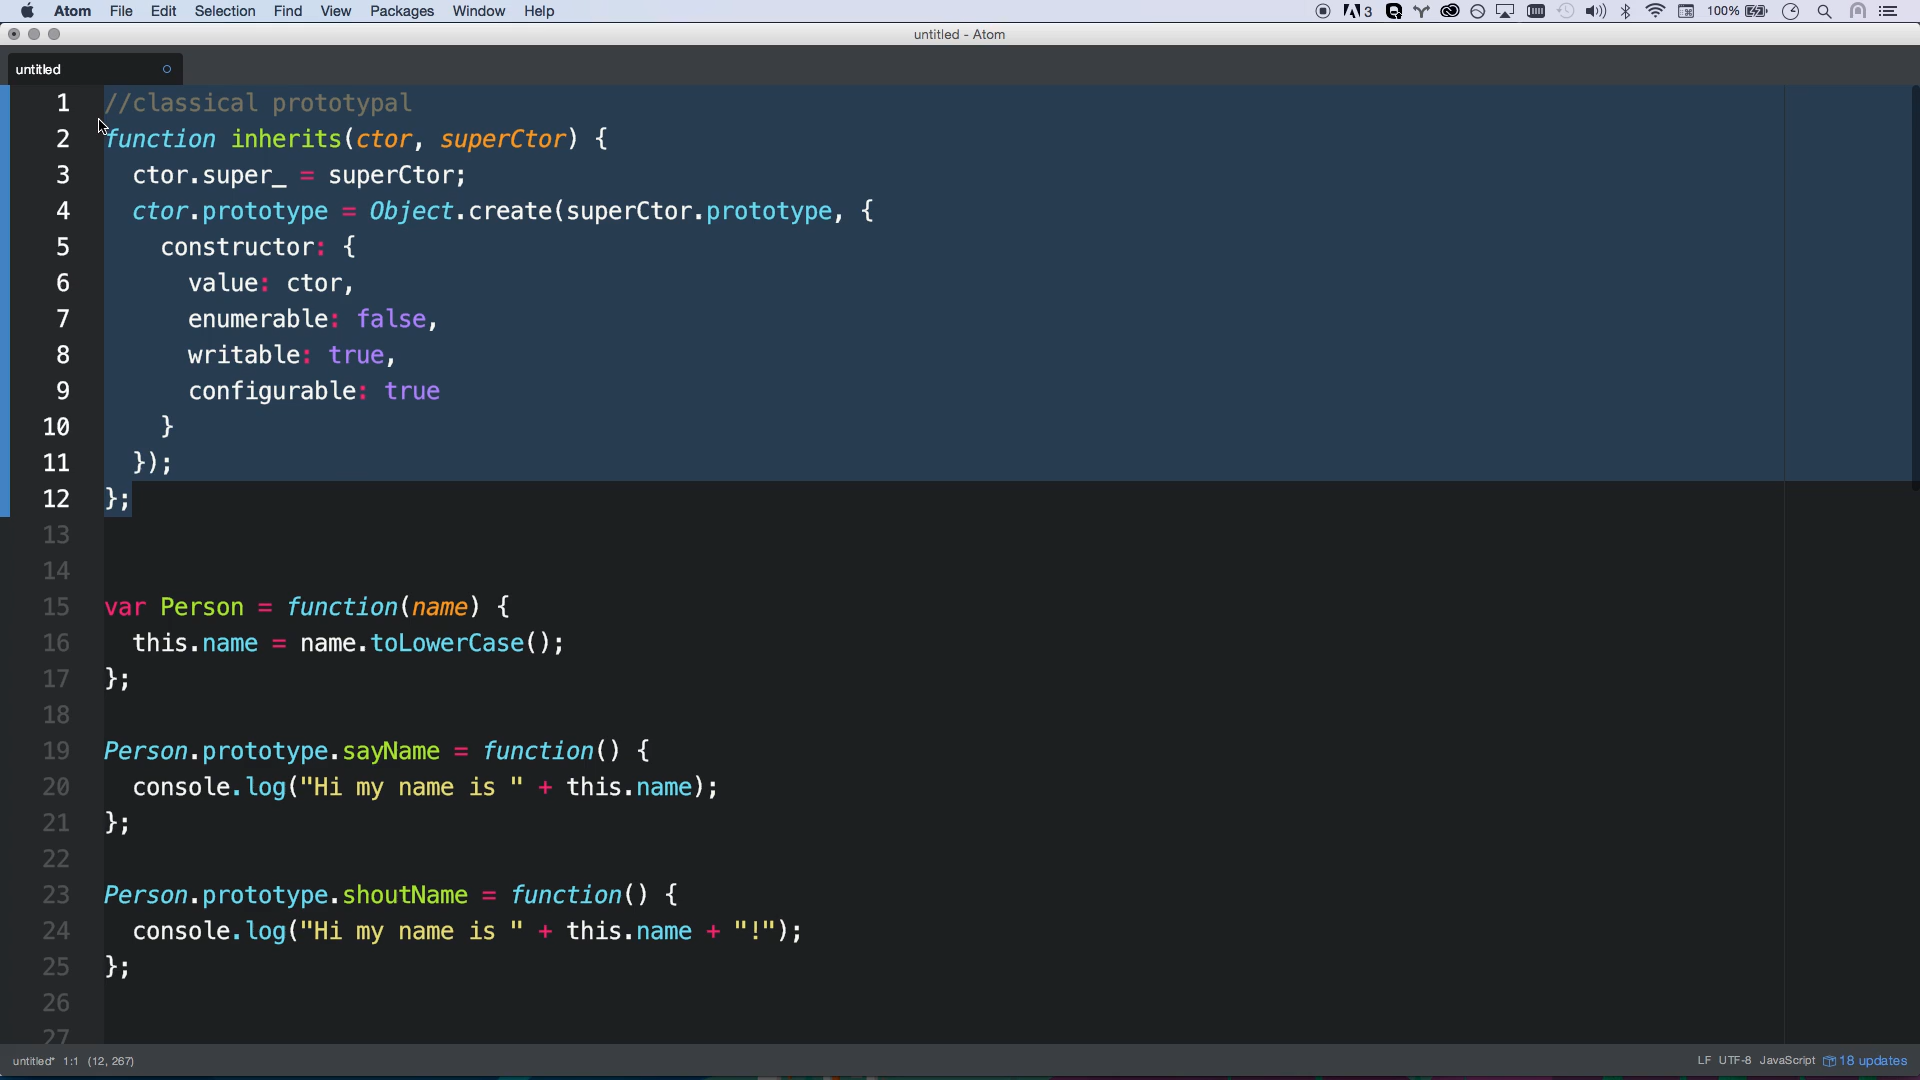 Atom File Edit Selection Find View Packages Window Help 3 100%
untitled - Atom
untitled
1 //classical prototypal
2 function inherits(ctor, superCtor) {
3 ctor.super_ = superCtor;
4 ctor.prototype = Object.create(superCtor.prototype, {
5 constructor: {
6 value: ctor,
7 enumerable: false,
8 writable: true,
9 configurable: true
10 }
11 });
12 };
13
14
15 var Person = function(name) {
16 this.name = name.toLowerCase();
17 };
18
19 Person.prototype.sayName = function() {
20 console.log("Hi my name is " + this.name);
21 };
22
23 Person.prototype.shoutName = function() {
24 console.log("Hi my name is " + this.name + "!");
25 };
26
27
untitled* 1:1 (12, 267) LF UTF-8 JavaScript 18 updates